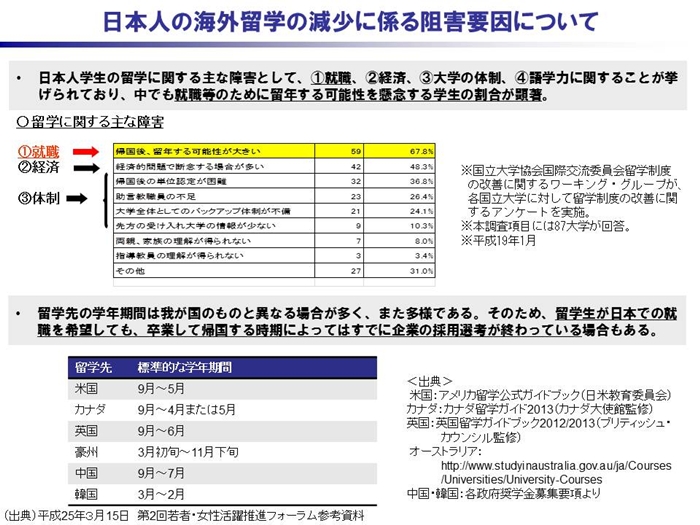 日本人の海外留学の減少に係る阻害要因について
• 日本人学生の留学に関する主な障害として、①就職、②経済、③大学の体制、④語学力に関することが挙
げられており、中でも就職等のために留年する可能性を懸念する学生の割合が顕著。
○ 留学に関する主な障害
①就職
②経済
③体制
帰国後、留年する可能性が大きい 59 67.8%
経済的問題で断念する場合が多い 42 48.3%
帰国後の単位認定が困難 32 36.8%
助言教職員の不足 23 26.4%
大学全体としてのバックアップ体制が不備 21 24.1%
先方の受け入れ大学の情報が少ない 9 10.3%
両親、家族の理解が得られない 7 8.0%
指導教員の理解が得られない 3 3.4%
その他 27 31.0%
※国立大学協会国際交流委員会留学制度
の改善に関するワーキング・グループが、
各国立大学に対して留学制度の改善に関
するアンケートを実施。
※本調査項目には87大学が回答。
※平成19年1月
• 留学先の学年期間は我が国のものと異なる場合が多く、また多様である。そのため、留学生が日本での就
職を希望しても、卒業して帰国する時期によってはすでに企業の採用選考が終わっている場合もある。
留学先 標準的な学年期間
米国 9月～5月
カナダ 9月～4月または5月
英国 9月～6月
豪州 3月初旬～11月下旬
中国 9月～7月
韓国 3月～2月
＜出典＞
米国：アメリカ留学公式ガイドブック（日米教育委員会）
カナダ：カナダ留学ガイド2013（カナダ大使館監修）
英国：英国留学ガイドブック2012/2013（ブリティッシュ・
カウンシル監修）
オーストラリア：
http://www.studyinaustralia.gov.au/ja/Courses
/Universities/University-Courses
中国・韓国：各政府奨学金募集要項より
（出典）平成25年3月15日 第2回若者・女性活躍推進フォーラム参考資料